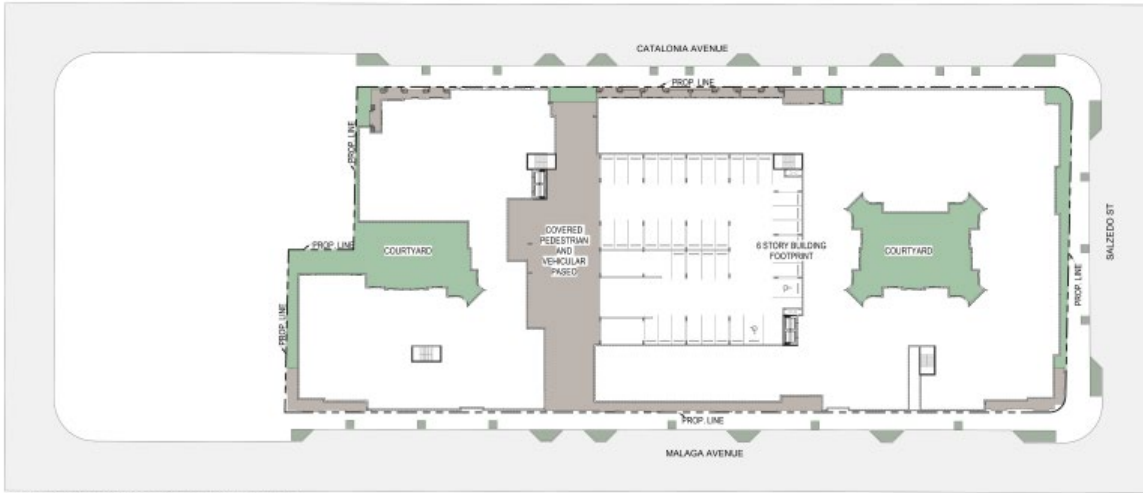 CATALONIA AVENUE
PROP. LINE
PROP. LINE
PROP. LINE
COURTYARD
COVERED
PEDESTRIAN
AND
VEHICULAR
PASEO
6 STORY BUILDING
FOOTPRINT
COURTYARD
SALZEDO ST
PROP. LINE
PROP. LINE
PROP. LINE
MALAGA AVENUE